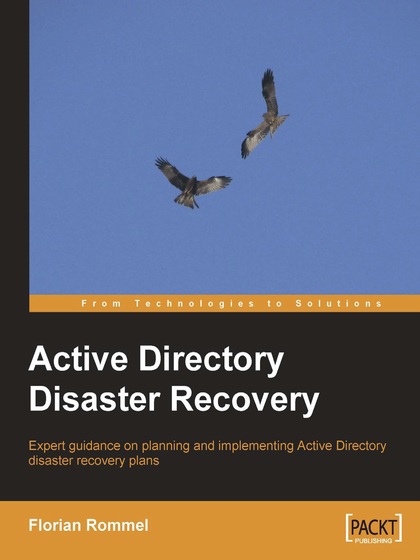 From Technologies to Solutions
Active Directory
Disaster Recovery
Expert guidance on planning and implementing Active Directory
disaster recovery plans
Florian Rommel
PACKT
PUBLISHING